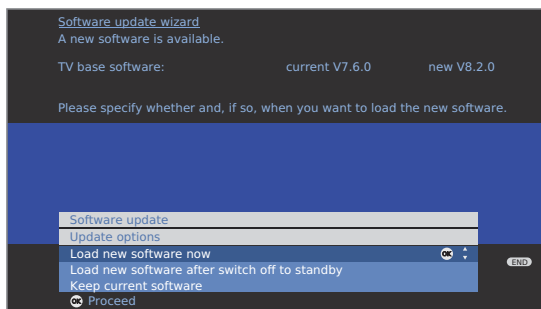 Software update wizard
A new software is available.
TV base software: current V7.6.0 new V8.2.0
Please specify whether and, if so, when you want to load the new software.
Software update
Update options
Load new software now OK
END
Load new software after switch off to standby
Keep current software
OK Proceed